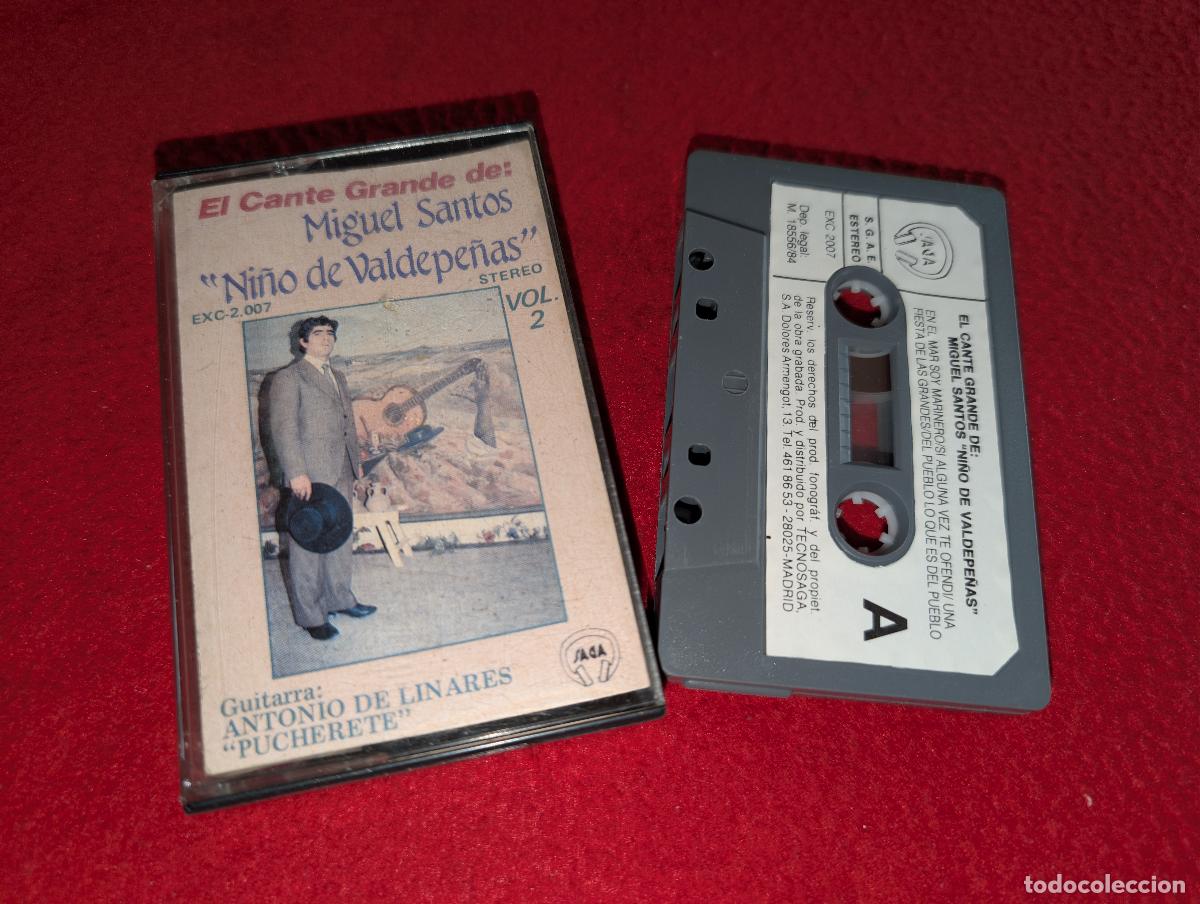 El Cante Grande de:
Miguel Santos
"Niño de Valdepeñas"
STEREO
EXC-2.007
VOL.
2
SAGA
Guitarra:
ANTONIO DE LINARES
"PUCHERETE"
SAGA
S.G.A.E.
ESTEREO
EXC 2007
Dep. legal:
M. 18556/84
EL CANTE GRANDE DE:
MIGUEL SANTOS "NIÑO DE VALDEPEÑAS"
EN EL MAR SOY MARINERO/SI ALGUNA VEZ TE OFENDI/ UNA
FIESTA DE LAS GRANDES/DEL PUEBLO LO QUE ES DEL PUEBLO
A
Reserv. los derechos del prod. fonográf. y del propiet.
de la obra grabada. Prod. y distribuido por TECNOSAGA,
S.A. Dolores Armengot, 13. Tel. 461 86 53 - 28025-MADRID
todocoleccion